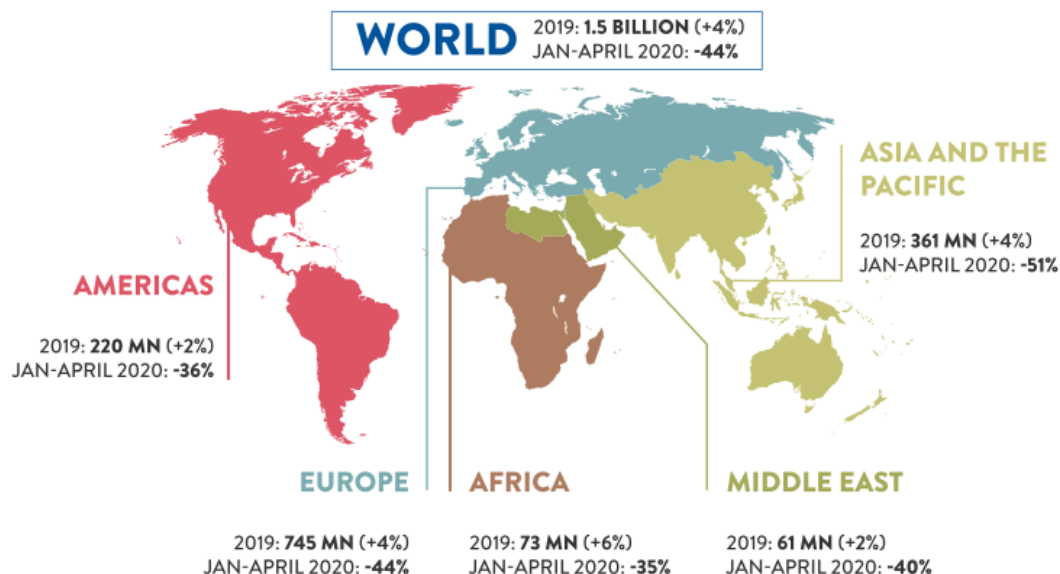 WORLD
2019: 1.5 BILLION (+4%)
JAN-APRIL 2020: -44%
ASIA AND THE
PACIFIC
2019: 361 MN (+4%)
JAN-APRIL 2020: -51%
AMERICAS
2019: 220 MN (+2%)
JAN-APRIL 2020: -36%
EUROPE
2019: 745 MN (+4%)
JAN-APRIL 2020: -44%
AFRICA
2019: 73 MN (+6%)
JAN-APRIL 2020: -35%
MIDDLE EAST
2019: 61 MN (+2%)
JAN-APRIL 2020: -40%